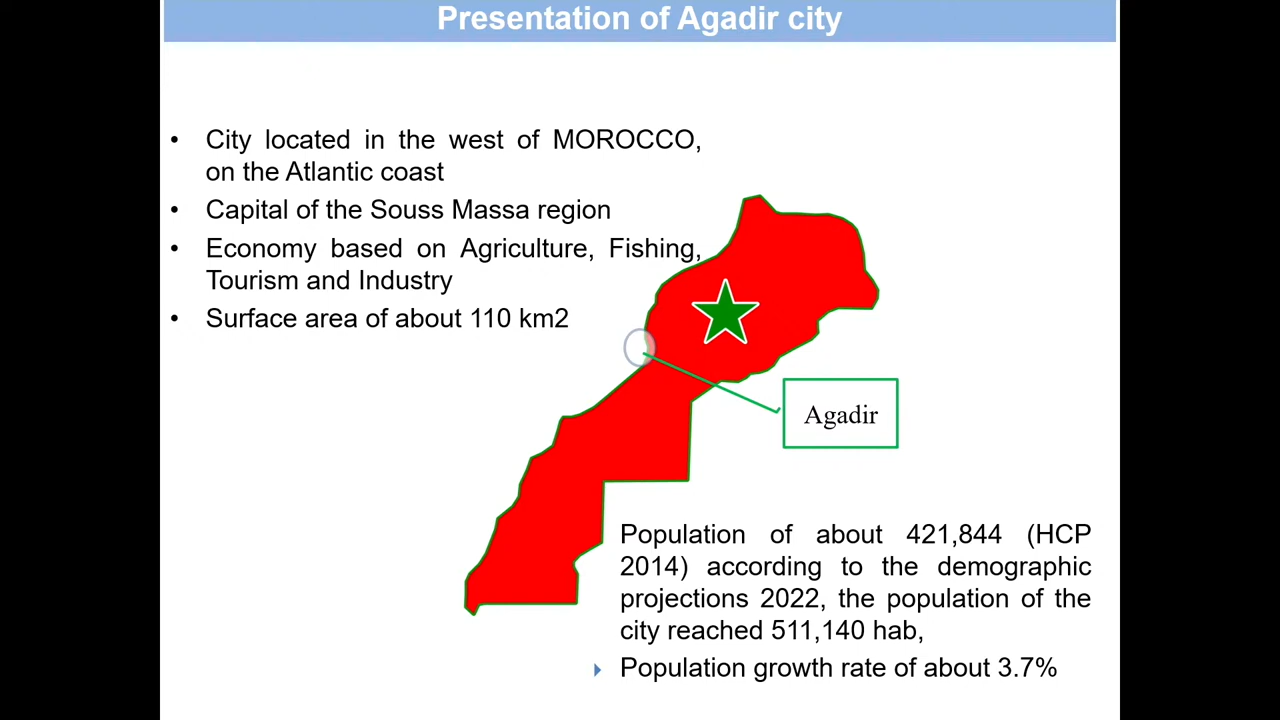 Presentation of Agadir city
• City located in the west of MOROCCO,
on the Atlantic coast
• Capital of the Souss Massa region
• Economy based on Agriculture, Fishing,
Tourism and Industry
• Surface area of about 110 km2
Agadir
Population of about 421,844 (HCP
2014) according to the demographic
projections 2022, the population of the
city reached 511,140 hab,
Population growth rate of about 3.7%